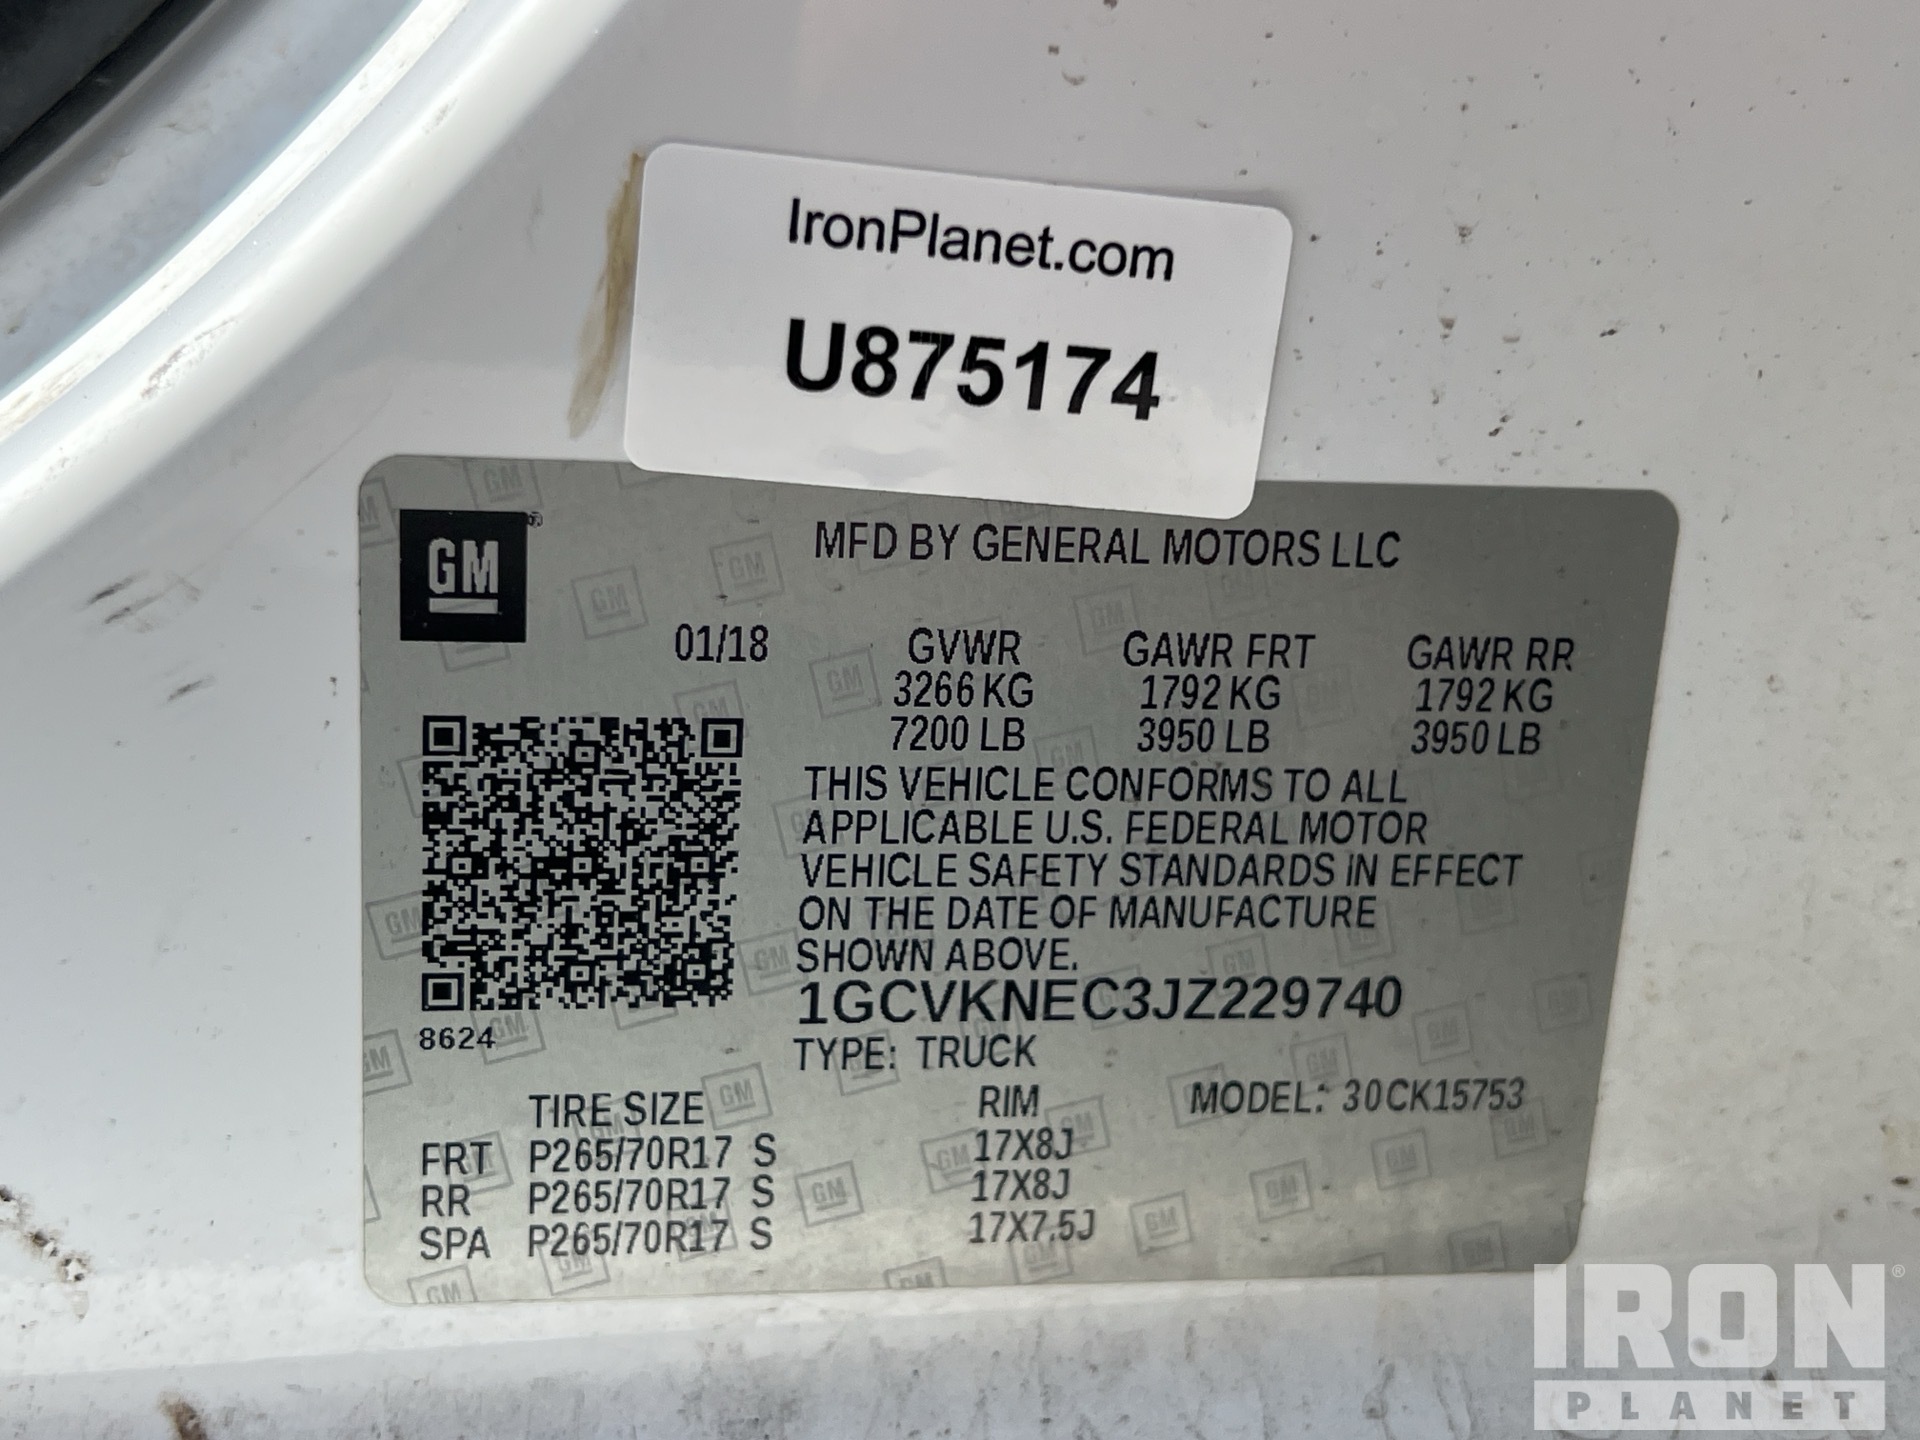 IronPlanet.com
U875174
GM
MFD BY GENERAL MOTORS LLC
01/18
GVWR GAWR FRT GAWR RR
3266 KG 1792 KG 1792 KG
7200 LB 3950 LB 3950 LB
THIS VEHICLE CONFORMS TO ALL
APPLICABLE U.S. FEDERAL MOTOR
VEHICLE SAFETY STANDARDS IN EFFECT
ON THE DATE OF MANUFACTURE
SHOWN ABOVE.
1GCVKNEC3JZ229740
8624
TYPE: TRUCK
TIRE SIZE RIM MODEL: 30CK15753
FRT P265/70R17 S 17X8J
RR P265/70R17 S 17X8J
SPA P265/70R17 S 17X7.5J
IRON®
PLANET